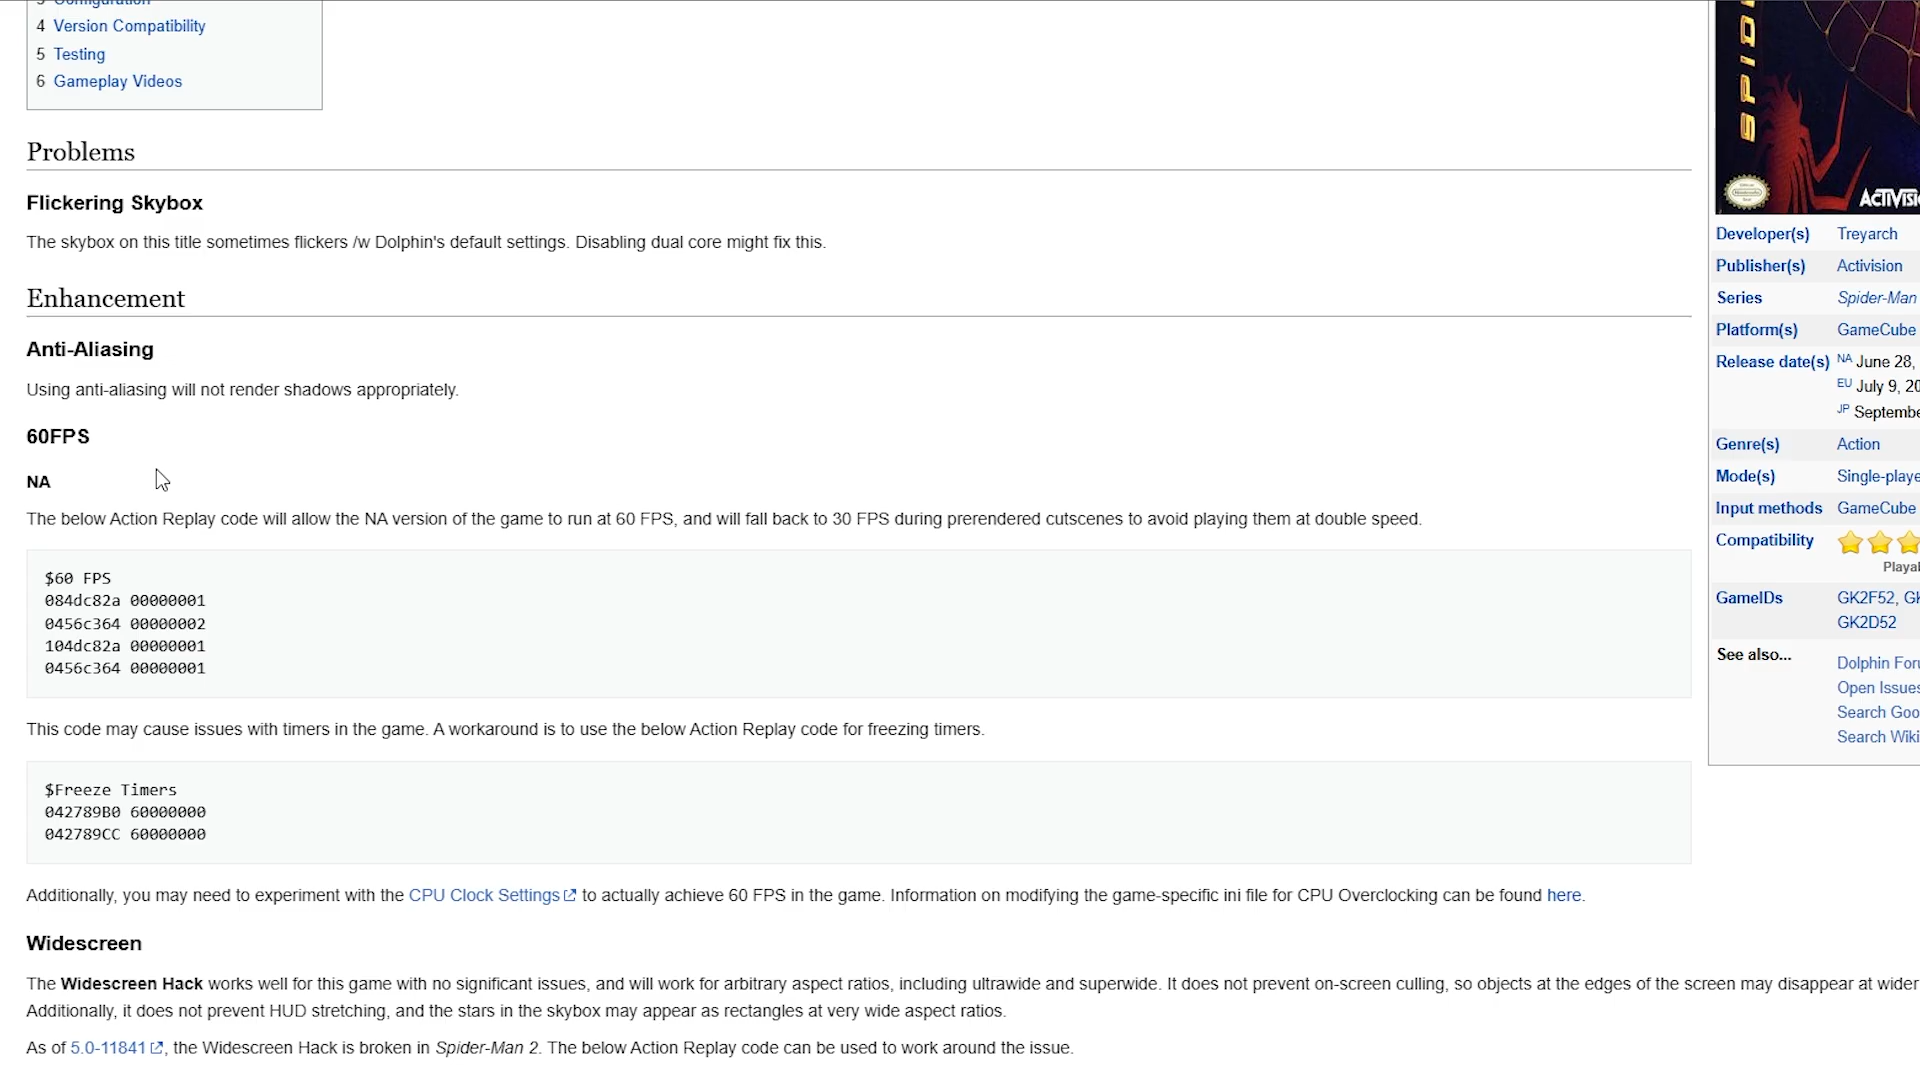 4 Version Compatibility
5 Testing
6 Gameplay Videos
Problems
Flickering Skybox
The skybox on this title sometimes flickers /w Dolphin's default settings. Disabling dual core might fix this.
Enhancement
Anti-Aliasing
Using anti-aliasing will not render shadows appropriately.
60FPS
NA
The below Action Replay code will allow the NA version of the game to run at 60 FPS, and will fall back to 30 FPS during prerendered cutscenes to avoid playing them at double speed.
$60 FPS
084dc82a 00000001
0456c364 00000002
104dc82a 00000001
0456c364 00000001
This code may cause issues with timers in the game. A workaround is to use the below Action Replay code for freezing timers.
$Freeze Timers
042789B0 60000000
042789CC 60000000
Additionally, you may need to experiment with the CPU Clock Settings to actually achieve 60 FPS in the game. Information on modifying the game-specific ini file for CPU Overclocking can be found here.
Widescreen
The Widescreen Hack works well for this game with no significant issues, and will work for arbitrary aspect ratios, including ultrawide and superwide. It does not prevent on-screen culling, so objects at the edges of the screen may disappear at wider
Additionally, it does not prevent HUD stretching, and the stars in the skybox may appear as rectangles at very wide aspect ratios.
As of 5.0-11841, the Widescreen Hack is broken in Spider-Man 2. The below Action Replay code can be used to work around the issue.
SPID
ACTIVISI
Developer(s) Treyarch
Publisher(s) Activision
Series Spider-Man
Platform(s) GameCube
Release date(s) NA June 28,
EU July 9, 20
JP Septembe
Genre(s) Action
Mode(s) Single-playe
Input methods GameCube
Compatibility
Playa
GameIDs GK2F52, GK
GK2D52
See also...
Dolphin Foru
Open Issues
Search Goo
Search Wiki